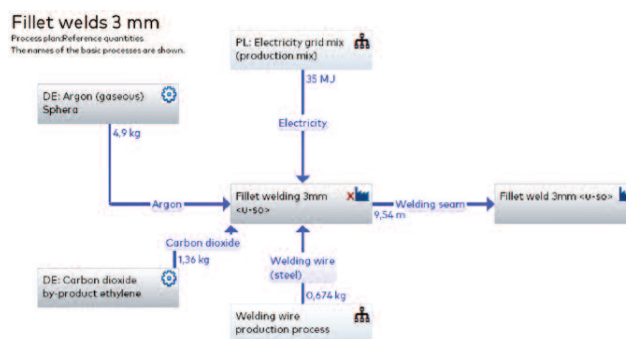 Fillet welds 3 mm
Process plan:Reference quantities
The names of the basic processes are shown.
PL: Electricity grid mix
(production mix)
DE: Argon (gaseous)
Sphera
35 MJ
4,9 kg
Electricity
Fillet welding 3mm
<u-so>
X
Fillet weld 3mm <u-so>
Argon
Welding seam
9,54 m
Carbon dioxide
1,36 kg
Welding wire
(steel)
DE: Carbon dioxide
by-product ethylene
0,674 kg
Welding wire
production process